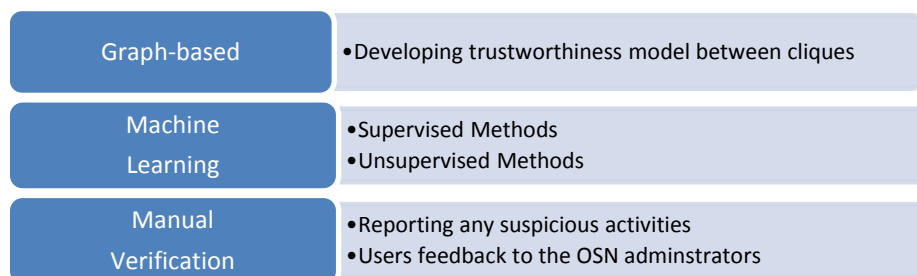 Graph-based
•Developing trustworthiness model between cliques
Machine
Learning
•Supervised Methods
•Unsupervised Methods
Manual
Verification
•Reporting any suspicious activities
•Users feedback to the OSN adminstrators